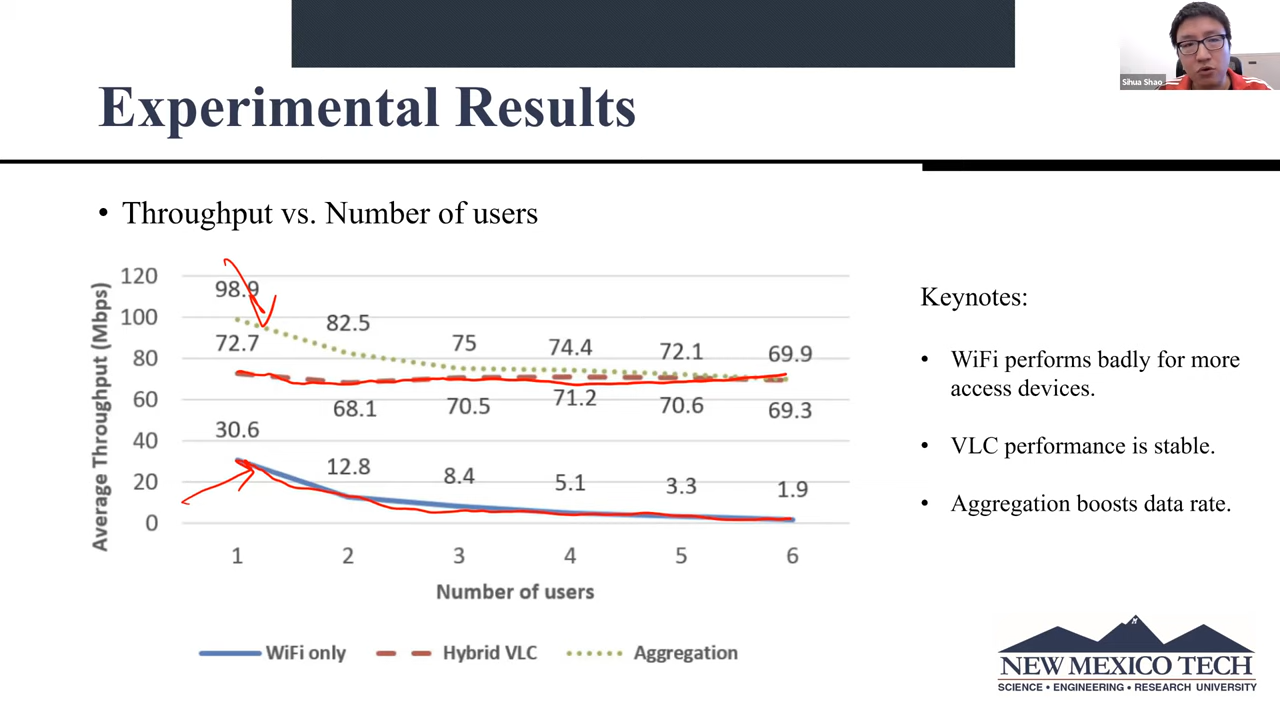 Sihua Shao
Experimental Results
• Throughput vs. Number of users
Average Throughput (Mbps)
120
100
80
60
40
20
0
98.9
82.5
75
74.4
72.1
69.9
72.7
68.1
70.5
71.2
70.6
69.3
30.6
12.8
8.4
5.1
3.3
1.9
1 2 3 4 5 6
Number of users
WiFi only Hybrid VLC Aggregation
Keynotes:
• WiFi performs badly for more
access devices.
• VLC performance is stable.
• Aggregation boosts data rate.
NEW MEXICO TECH
SCIENCE • ENGINEERING • RESEARCH UNIVERSITY